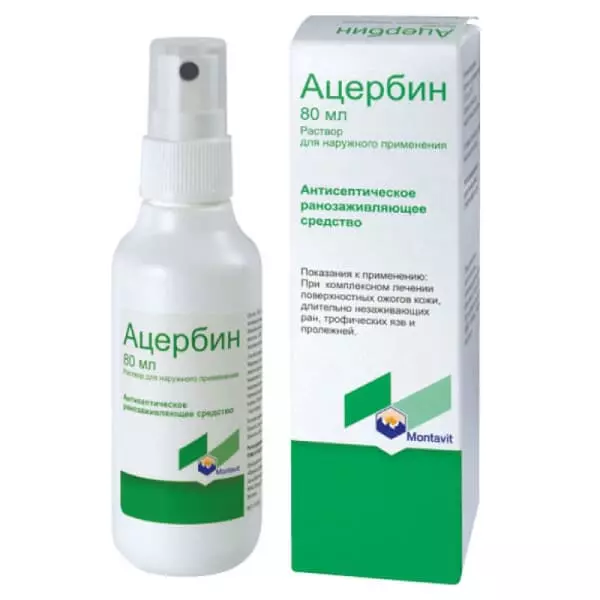 Ацербин
Ацербин
80 мл
Раствор
для наружного применения
Антисептическое
ранозаживляющее
средство
Показания к применению:
При комплексном лечении
поверхностных ожогов кожи,
длительно незаживающих
ран, трофических язв и
пролежней.
Montavit
Ацербин
80 мл
Раствор для наружного применения
Антисептическое
ранозаживляющее средство
Montavit